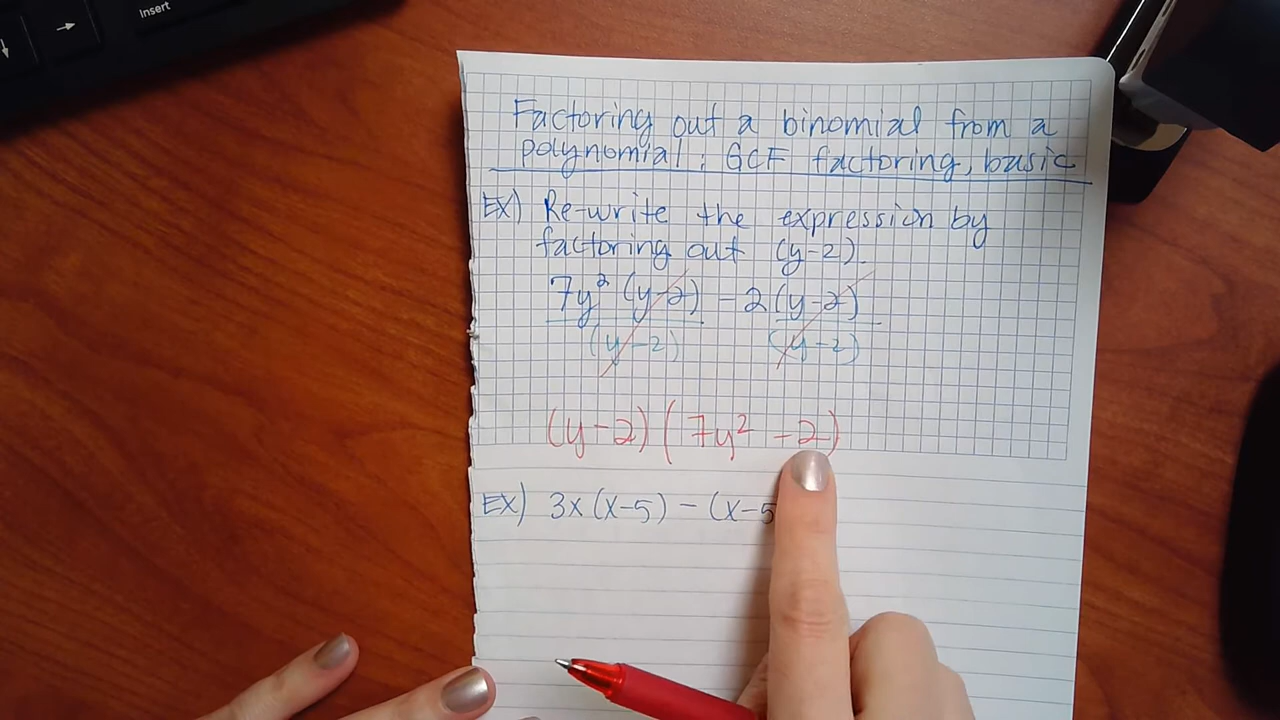 Insert
Factoring out a binomial from a
polynomial: GCF factoring, basic
EX) Re-write the expression by
factoring out (y-2).
7y² (y-2) - 2(y-2)
(y-2) (y-2)
(y-2)(7y² -2)
EX) 3x(x-5) - (x-5